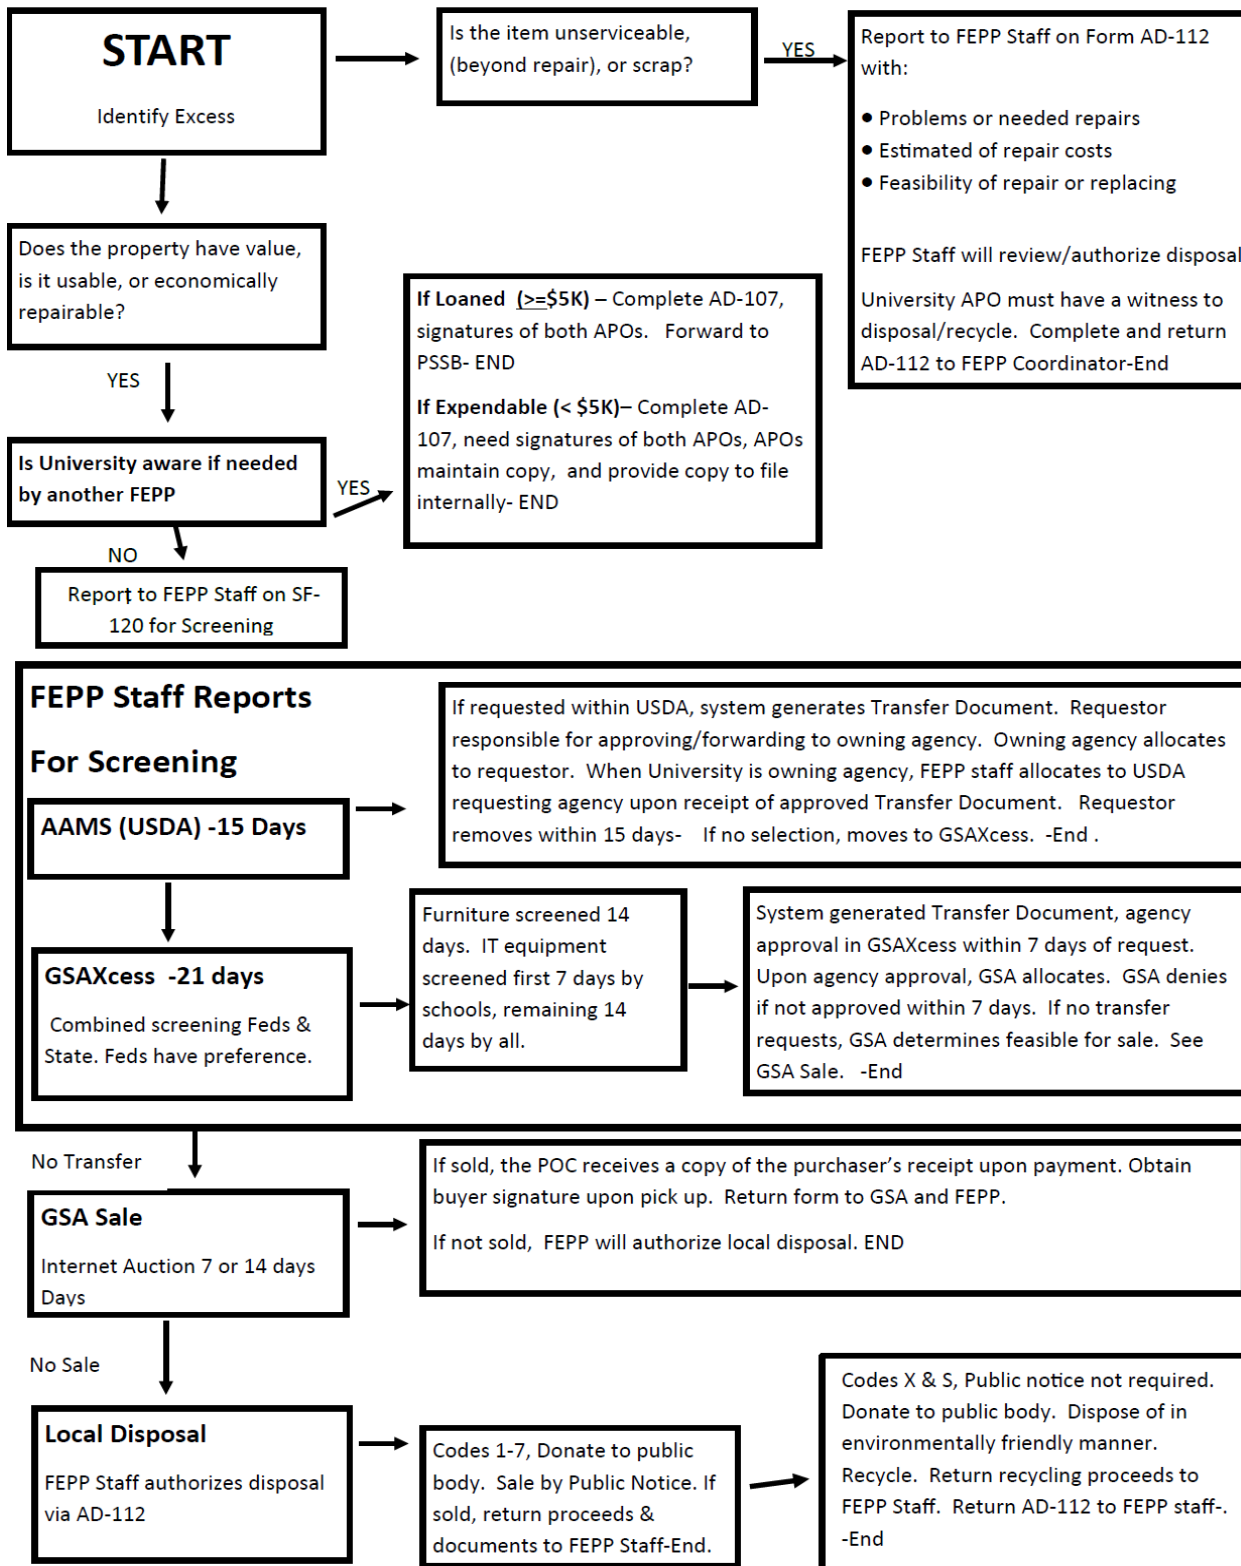 START
Identify Excess
Is the item unserviceable,
(beyond repair), or scrap?
YES
Report to FEPP Staff on Form AD-112
with:
● Problems or needed repairs
● Estimated of repair costs
● Feasibility of repair or replacing
FEPP Staff will review/authorize disposal
University APO must have a witness to
disposal/recycle. Complete and return
AD-112 to FEPP Coordinator-End
Does the property have value,
is it usable, or economically
repairable?
YES
Is University aware if needed
by another FEPP
YES
If Loaned (>=$5K) – Complete AD-107,
signatures of both APOs. Forward to
PSSB- END
If Expendable (< $5K)– Complete AD-
107, need signatures of both APOs, APOs
maintain copy, and provide copy to file
internally- END
NO
Report to FEPP Staff on SF-
120 for Screening
FEPP Staff Reports
For Screening
AAMS (USDA) -15 Days
If requested within USDA, system generates Transfer Document. Requestor
responsible for approving/forwarding to owning agency. Owning agency allocates
to requestor. When University is owning agency, FEPP staff allocates to USDA
requesting agency upon receipt of approved Transfer Document. Requestor
removes within 15 days- If no selection, moves to GSAXcess. -End .
GSAXcess -21 days
Combined screening Feds &
State. Feds have preference.
Furniture screened 14
days. IT equipment
screened first 7 days by
schools, remaining 14
days by all.
System generated Transfer Document, agency
approval in GSAXcess within 7 days of request.
Upon agency approval, GSA allocates. GSA denies
if not approved within 7 days. If no transfer
requests, GSA determines feasible for sale. See
GSA Sale. -End
No Transfer
GSA Sale
Internet Auction 7 or 14 days
Days
If sold, the POC receives a copy of the purchaser's receipt upon payment. Obtain
buyer signature upon pick up. Return form to GSA and FEPP.
If not sold, FEPP will authorize local disposal. END
No Sale
Local Disposal
FEPP Staff authorizes disposal
via AD-112
Codes 1-7, Donate to public
body. Sale by Public Notice. If
sold, return proceeds &
documents to FEPP Staff-End.
Codes X & S, Public notice not required.
Donate to public body. Dispose of in
environmentally friendly manner.
Recycle. Return recycling proceeds to
FEPP Staff. Return AD-112 to FEPP staff-.
-End